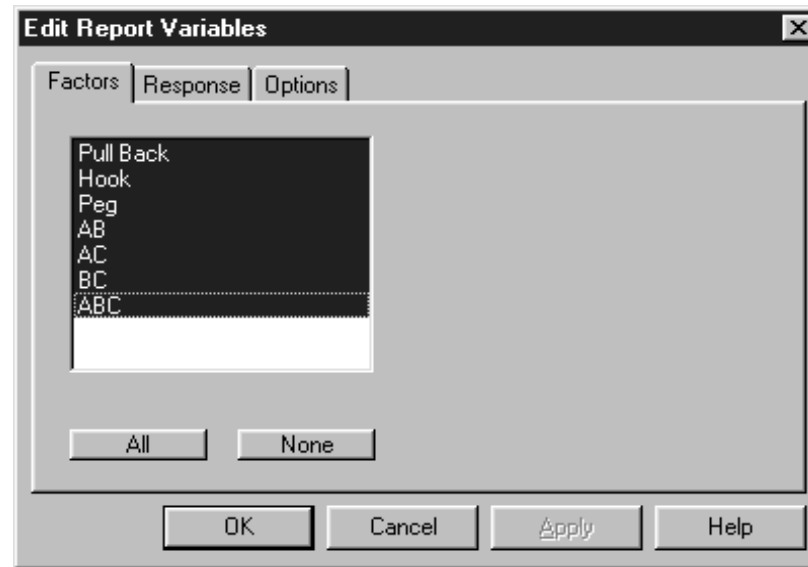 Edit Report Variables
Factors Response Options
Pull Back
Hook
Peg
AB
AC
BC
ABC
All None
OK Cancel Apply Help